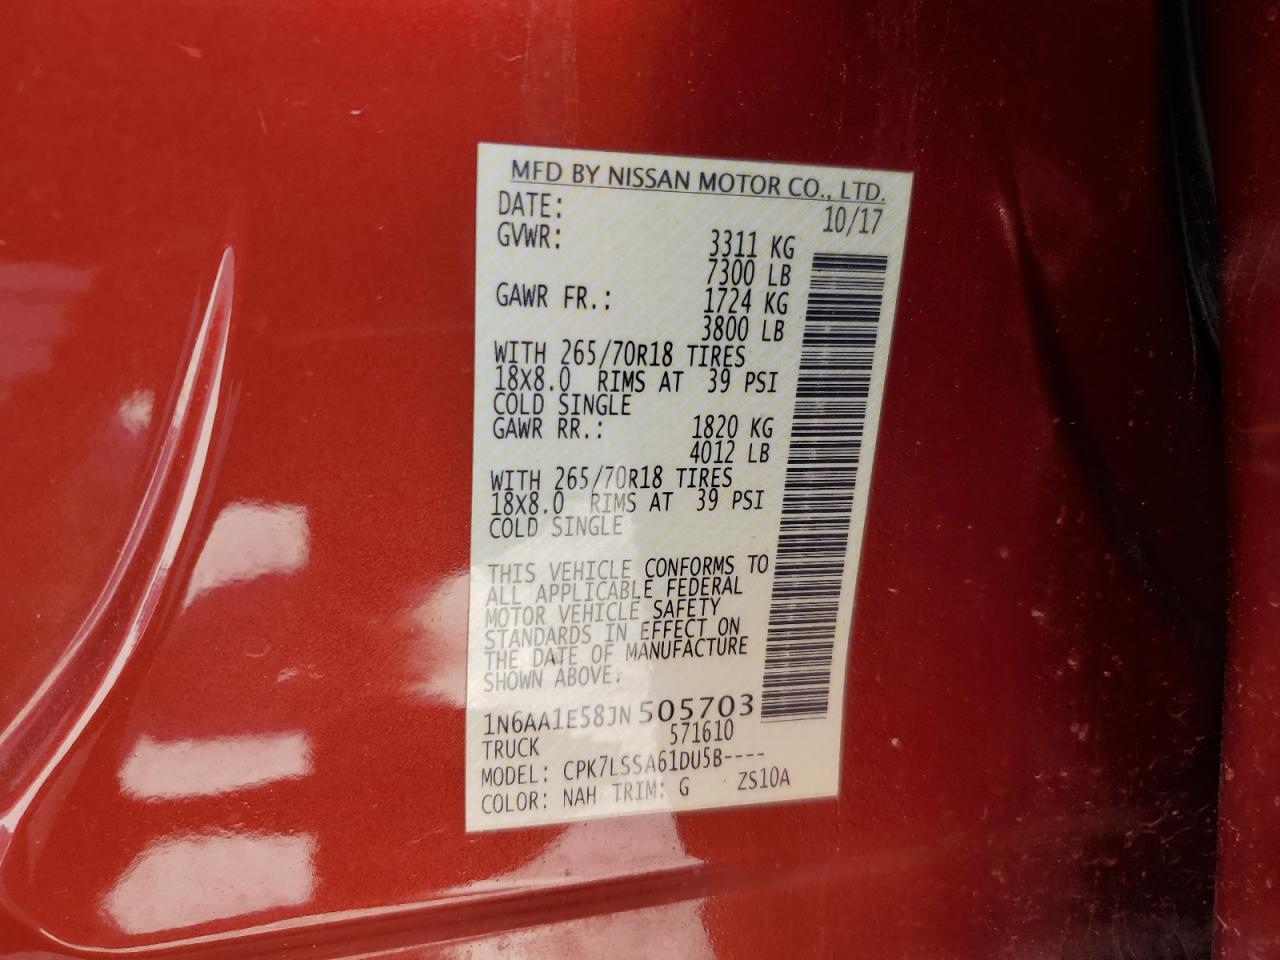 MFD BY NISSAN MOTOR CO., LTD.
DATE: 10/17
GVWR: 3311 KG
7300 LB
GAWR FR.: 1724 KG
3800 LB
WITH 265/70R18 TIRES
18X8.0 RIMS AT 39 PSI
COLD SINGLE
GAWR RR.: 1820 KG
4012 LB
WITH 265/70R18 TIRES
18X8.0 RIMS AT 39 PSI
COLD SINGLE
THIS VEHICLE CONFORMS TO
ALL APPLICABLE FEDERAL
MOTOR VEHICLE SAFETY
STANDARDS IN EFFECT ON
THE DATE OF MANUFACTURE
SHOWN ABOVE.
1N6AA1E58JN505703
TRUCK 571610
MODEL: CPK7LSSA61DU5B----
COLOR: NAH TRIM: G ZS10A